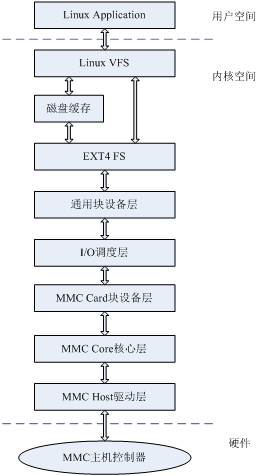 Linux Application
用户空间
Linux VFS
内核空间
磁盘缓存
EXT4 FS
通用块设备层
I/O调度层
MMC Card块设备层
MMC Core核心层
MMC Host驱动层
硬件
MMC主机控制器